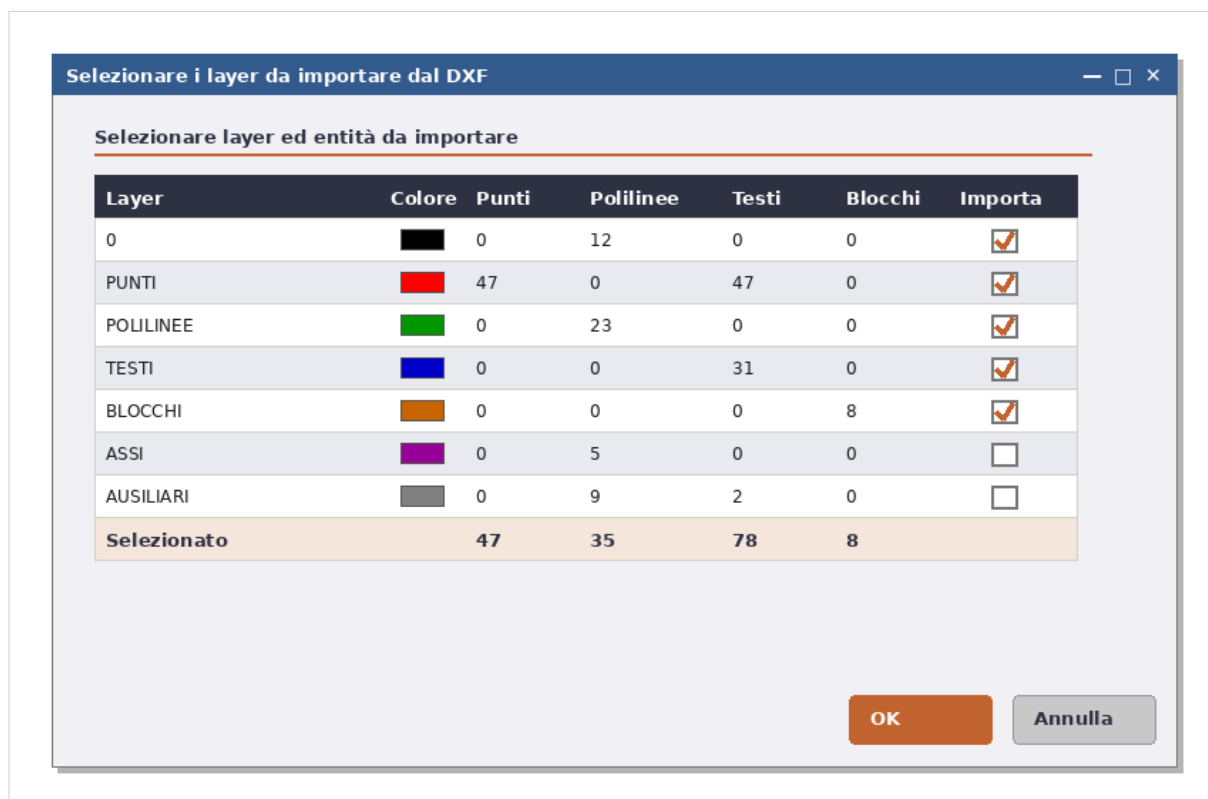 Selezionare i layer da importare dal DXF
Selezionare layer ed entità da importare
Layer Colore Punti Polilinee Testi Blocchi Importa
0 0 12 0 0
PUNTI 47 0 47 0
POLILINEE 0 23 0 0
TESTI 0 0 31 0
BLOCCHI 0 0 0 8
ASSI 0 5 0 0
AUSILIARI 0 9 2 0
Selezionato 47 35 78 8
OK Annulla